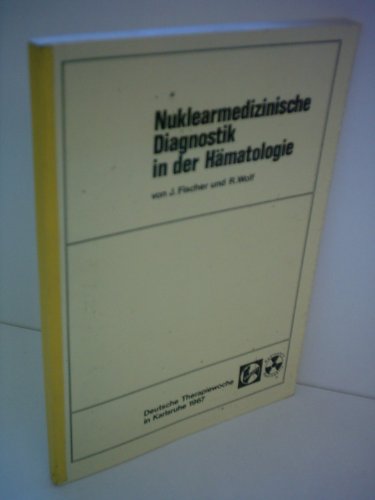 Nuklearmedizinische
Diagnostik
in der Hämatologie
von J. Fischer und R. Wolf
Deutsche Therapiewoche
in Karlsruhe 1967